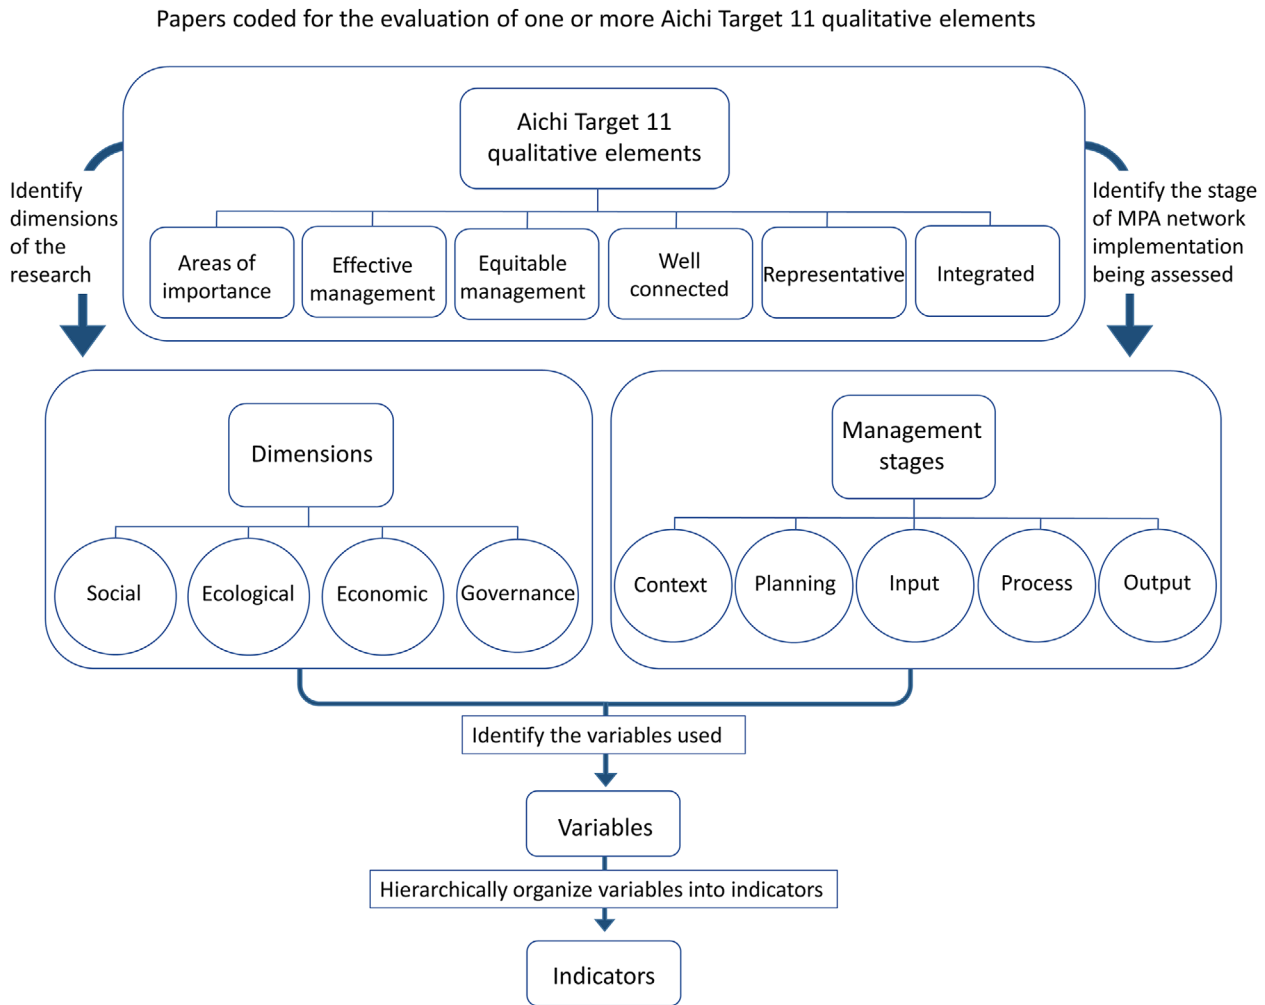 Papers coded for the evaluation of one or more Aichi Target 11 qualitative elements
Aichi Target 11
qualitative elements
Identify
dimensions
of the
research
Identify the stage
of MPA network
implementation
being assessed
Areas of
importance
Effective
management
Equitable
management
Well
connected
Representative
Integrated
Dimensions
Social
Ecological
Economic
Governance
Management
stages
Context
Planning
Input
Process
Output
Identify the variables used
Variables
Hierarchically organize variables into indicators
Indicators